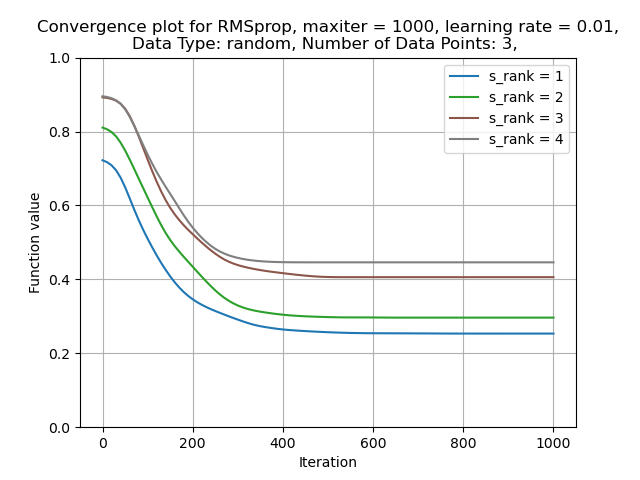 Convergence plot for RMSprop, maxiter = 1000, learning rate = 0.01,
Data Type: random, Number of Data Points: 3,
1.0
0.8
0.6
0.4
0.2
0.0
Function value
s_rank = 1
s_rank = 2
s_rank = 3
s_rank = 4
0 200 400 600 800 1000
Iteration